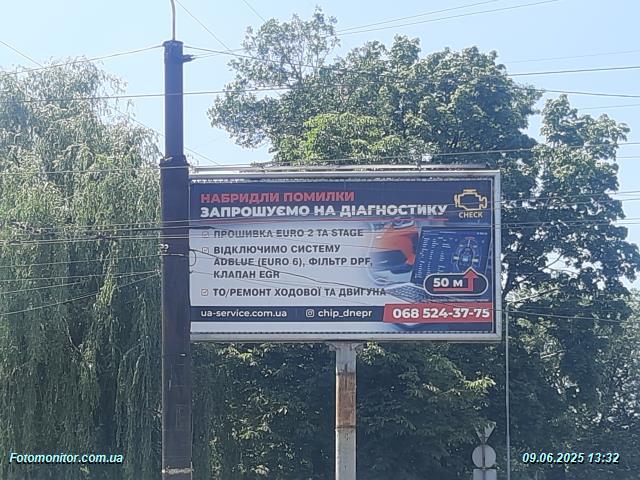 НАБРИДЛИ ПОМИЛКИ
ЗАПРОШУЄМО НА ДІАГНОСТИКУ
CHECK
ПРОШИВКА EURO 2 ТА STAGE
ВІДКЛЮЧИМО СИСТЕМУ
ADBLUE (EURO 6), ФІЛЬТР DPF,
КЛАПАН EGR
ТО/РЕМОНТ ХОДОВОЇ ТА ДВИГУНА
50 м
ua-service.com.ua
chip_dnepr
068 524-37-75
Fotomonitor.com.ua
09.06.2025 13:32